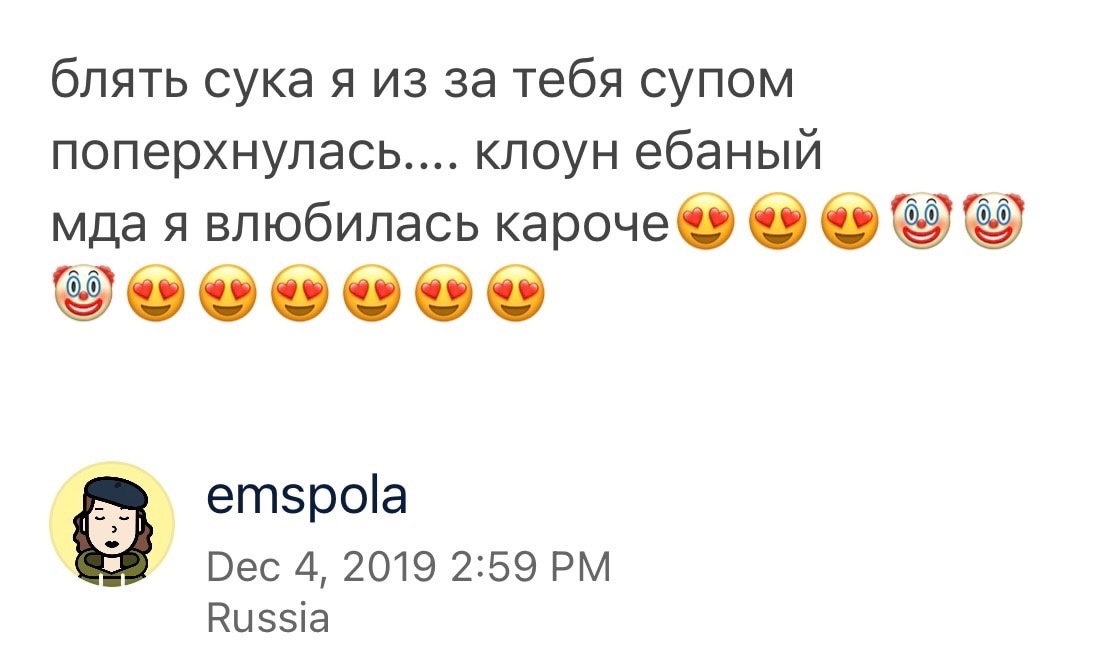 блять сука я из за тебя супом
поперхнулась.... клоун ебаный
мда я влюбилась кароче😍😍😍🤡🤡
🤡😍😍😍😍😍😍
emspola
Dec 4, 2019 2:59 PM
Russia